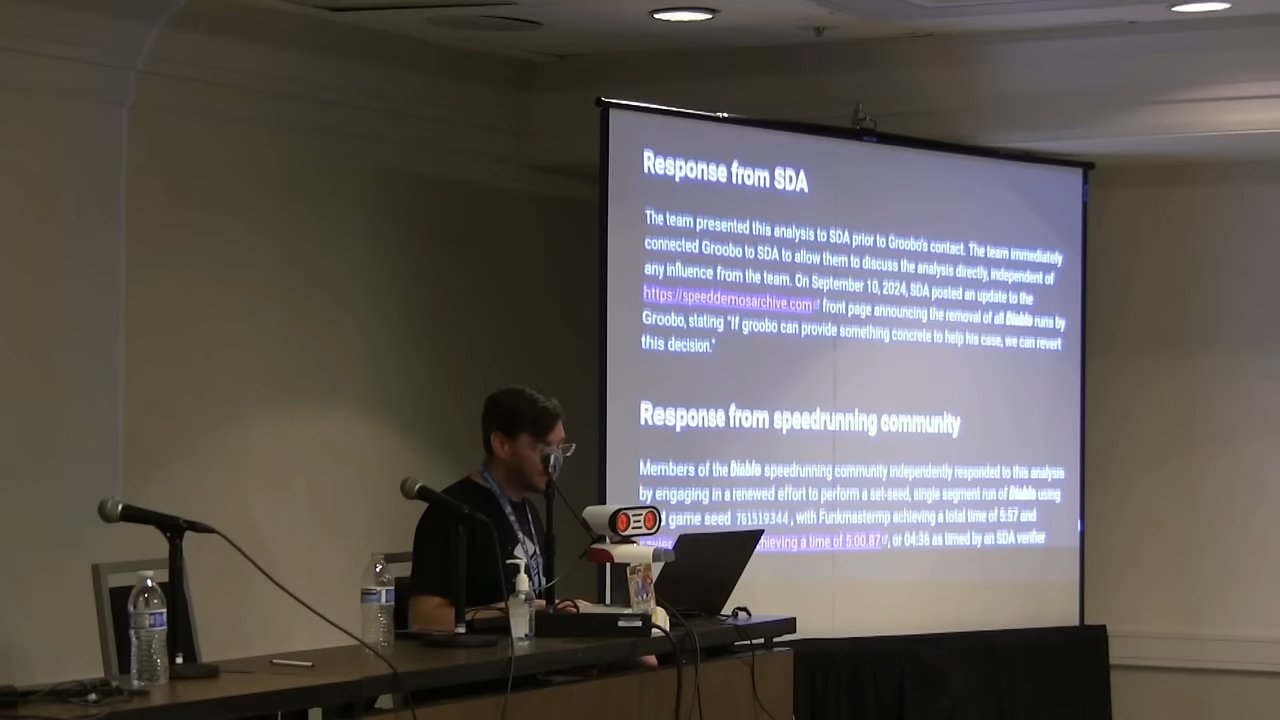 Response from SDA
The team presented this analysis to SDA prior to Groobo's contact. The team immediately
connected Groobo to SDA to allow them to discuss the analysis directly, independent of
any influence from the team. On September 10, 2024, SDA posted an update to the
https://speeddemosarchive.com front page announcing the removal of all Diablo runs by
Groobo, stating "If groobo can provide something concrete to help his case, we can revert
this decision."
Response from speedrunning community
Members of the Diablo speedrunning community independently responded to this analysis
by engaging in a renewed effort to perform a set-seed, single segment run of Diablo using
game seed 761519344, with Funkmastermp achieving a total time of 5:57 and
a time of 5:00.87, or 04:36 as timed by an SDA verifier